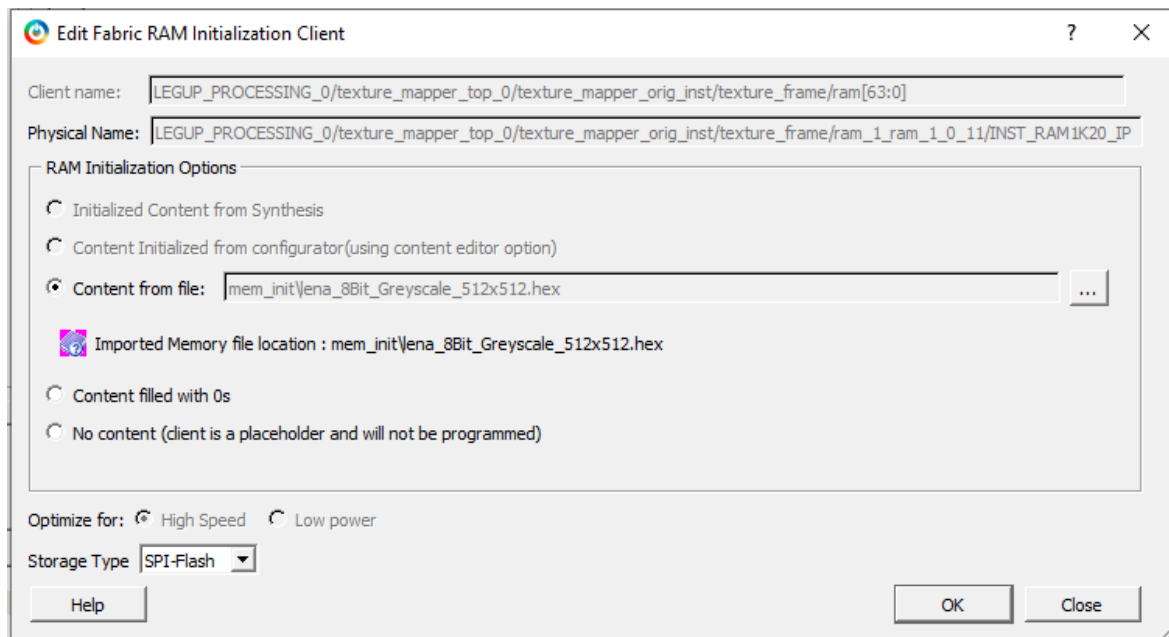 Edit Fabric RAM Initialization Client
?
Client name: LEGUP_PROCESSING_0/texture_mapper_top_0/texture_mapper_orig_inst/texture_frame/ram[63:0]
Physical Name: LEGUP_PROCESSING_0/texture_mapper_top_0/texture_mapper_orig_inst/texture_frame/ram_1_ram_1_0_11/INST_RAM1K20_IP
RAM Initialization Options
Initialized Content from Synthesis
Content Initialized from configurator(using content editor option)
Content from file: mem_init\lena_8Bit_Greyscale_512x512.hex ...
Imported Memory file location : mem_init\lena_8Bit_Greyscale_512x512.hex
Content filled with 0s
No content (client is a placeholder and will not be programmed)
Optimize for: High Speed Low power
Storage Type SPI-Flash
Help OK Close